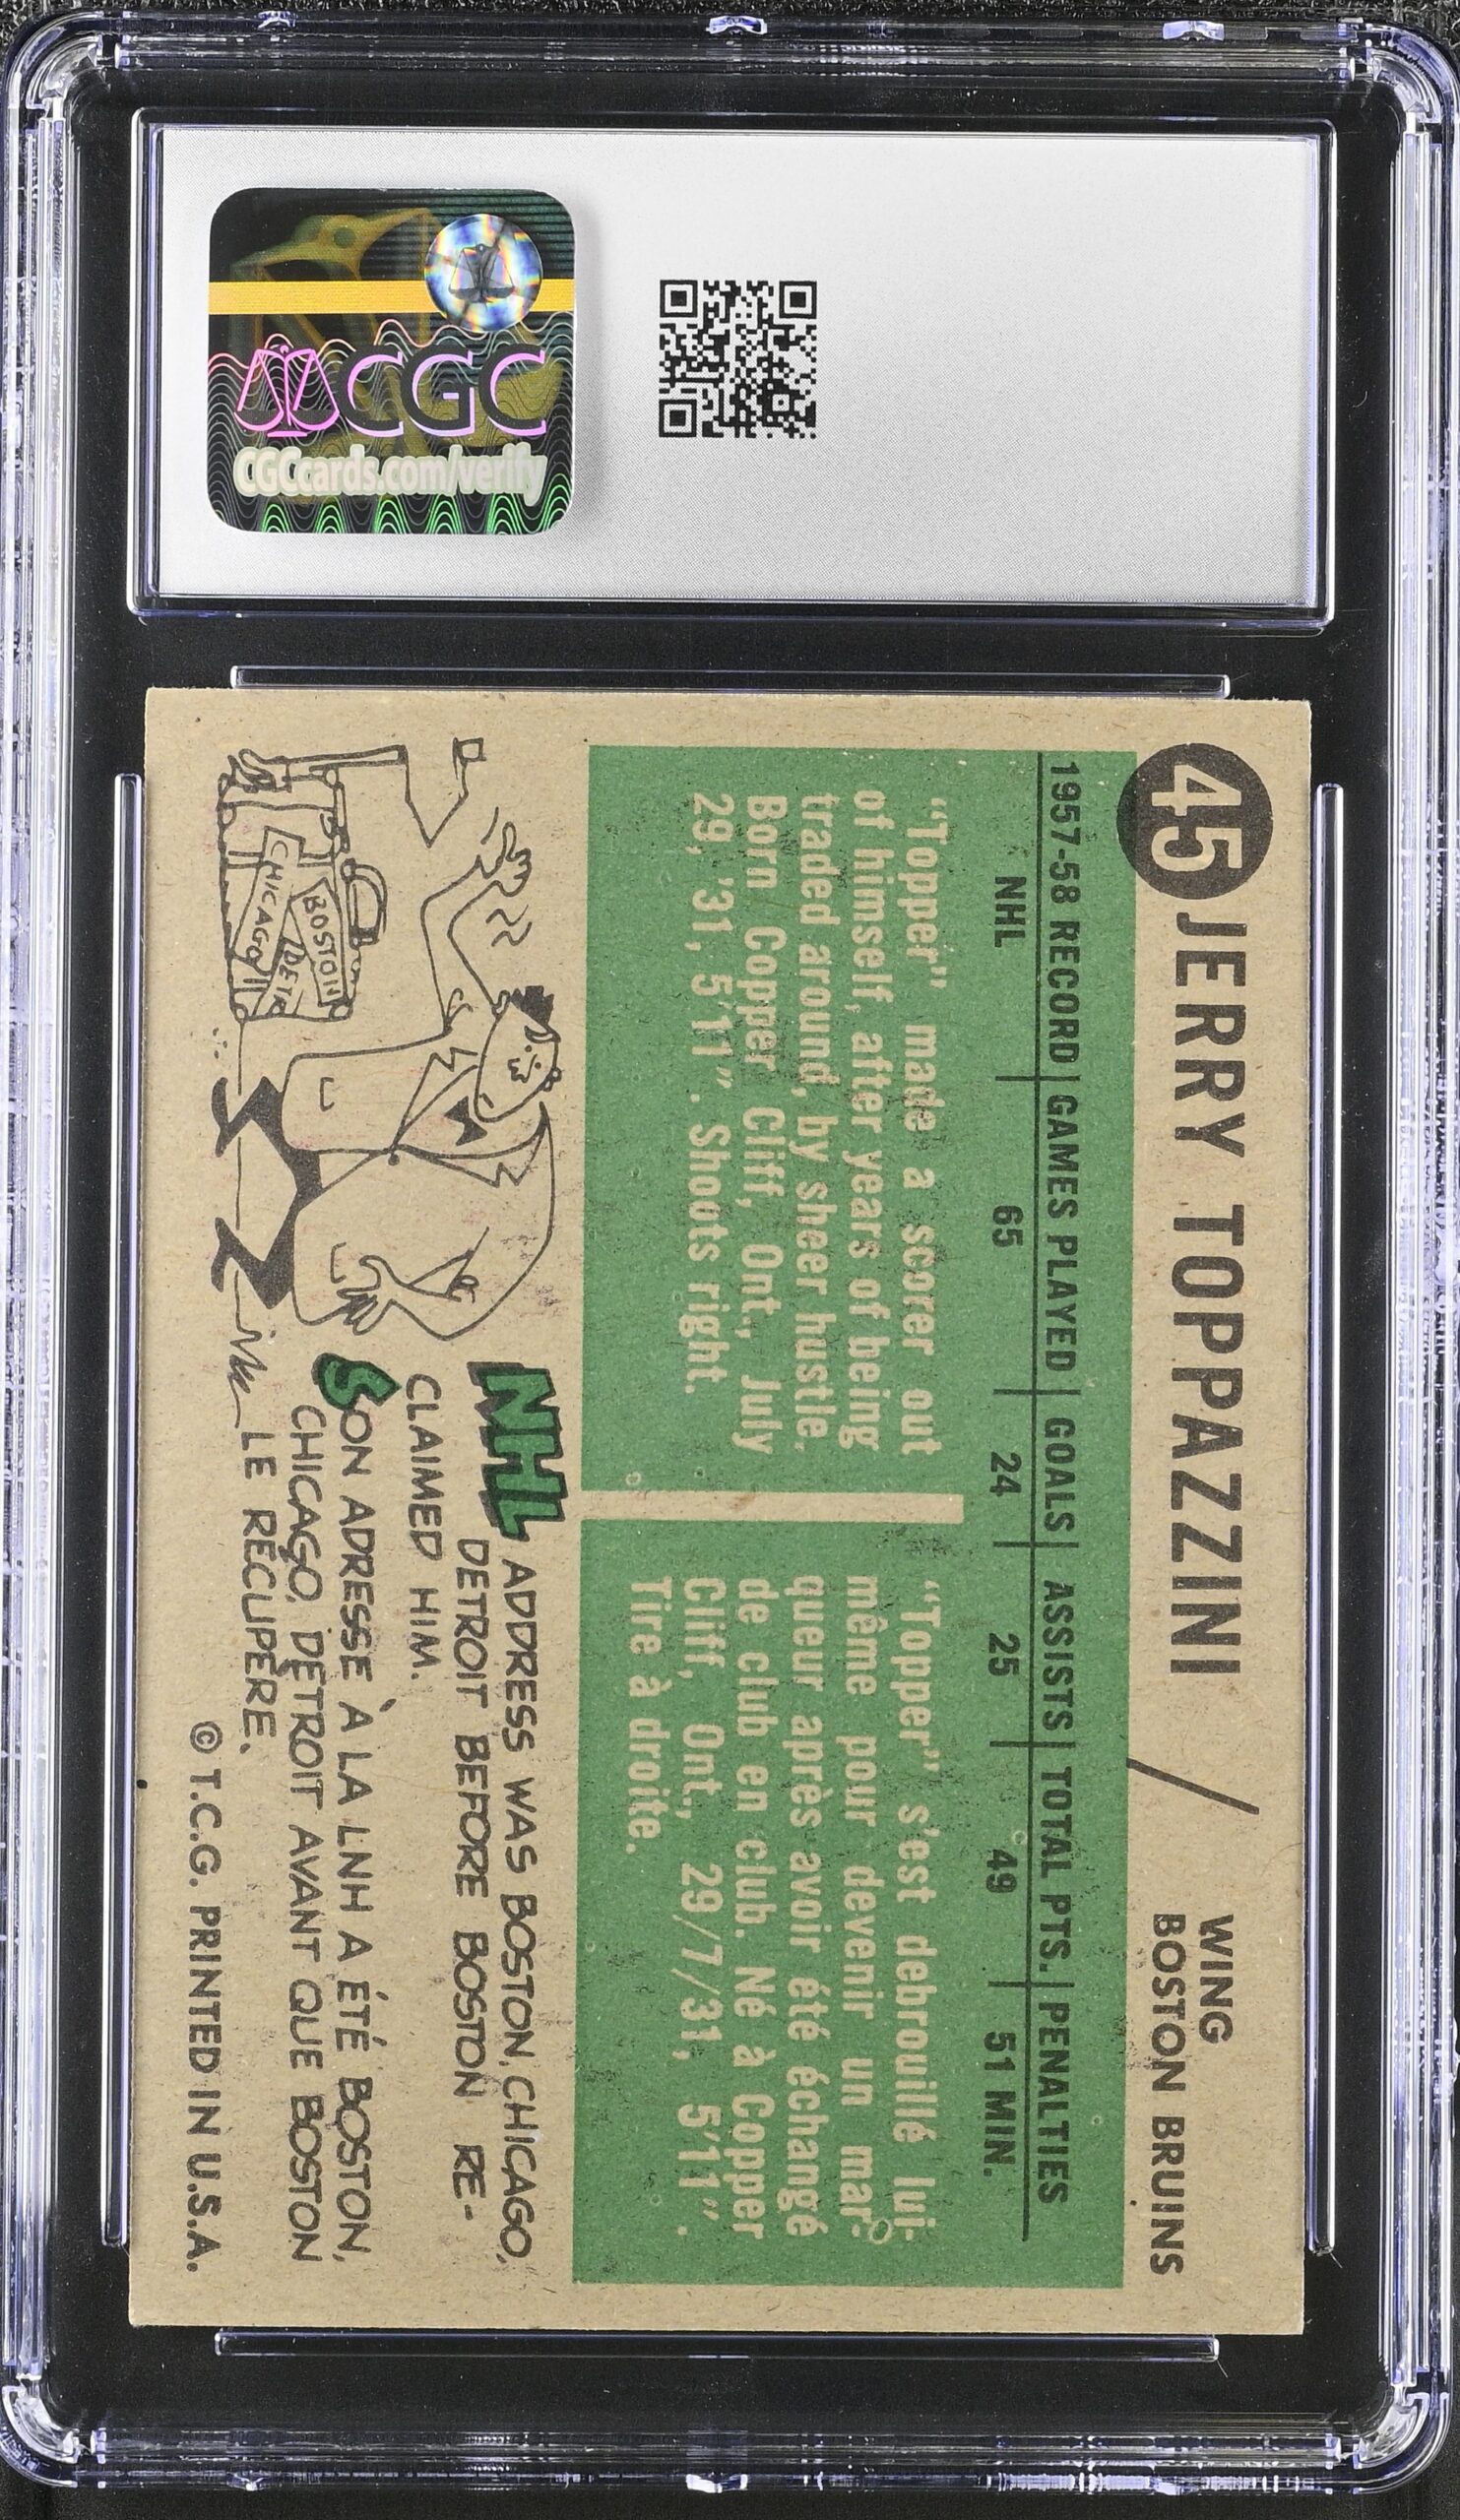 CGC
CGCcards.com/verify
45 JERRY TOPPAZZINI / WING
BOSTON BRUINS
1957-58 RECORD | GAMES PLAYED | GOALS | ASSISTS | TOTAL PTS. | PENALTIES
NHL 65 24 25 49 51 MIN.
"Topper" made a scorer out
of himself, after years of being
traded around, by sheer hustle.
Born Copper Cliff, Ont., July
29, '31, 5'11". Shoots right.
"Topper" s'est debrouillé lui-
même pour devenir un mar-
queur après avoir été échangé
de club en club. Né à Copper
Cliff, Ont., 29/7/31, 5'11".
Tire à droite.
BOSTON
DETR
CHICAGO
NHL ADDRESS WAS BOSTON, CHICAGO,
DETROIT BEFORE BOSTON RE-
CLAIMED HIM.
SON ADRESSE À LA LNH A ÉTÉ BOSTON,
CHICAGO, DETROIT AVANT QUE BOSTON
LE RECUPERE.
© T.C.G. PRINTED IN U.S.A.